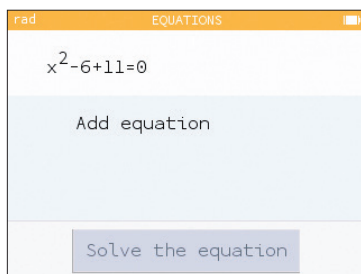 rad EQUATIONS
x²-6+11=0
Add equation
Solve the equation